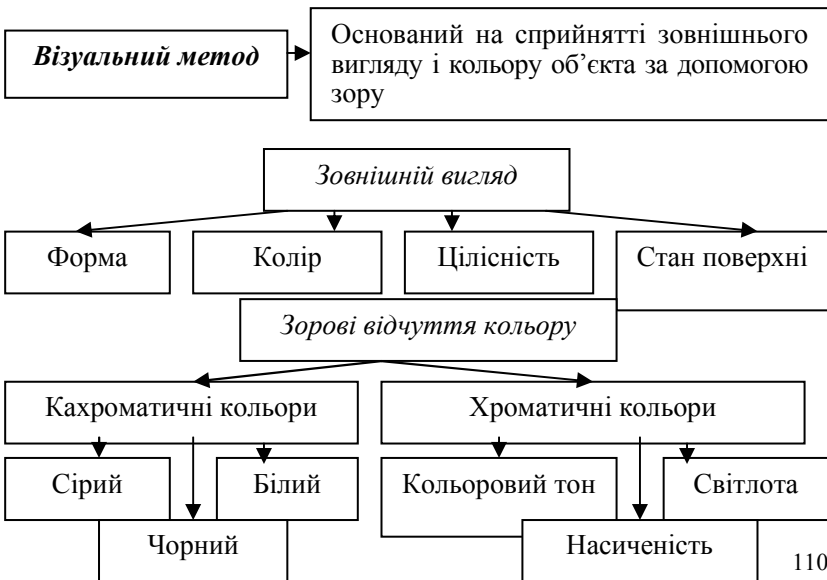 Візуальний метод
Оснований на сприйнятті зовнішнього
вигляду і кольору об’єкта за допомогою
зору
Зовнішній вигляд
Форма
Колір
Цілісність
Стан поверхні
Зорові відчуття кольору
Кахроматичні кольори
Хроматичні кольори
Сірий
Білий
Кольоровий тон
Світлота
Чорний
Насиченість
110